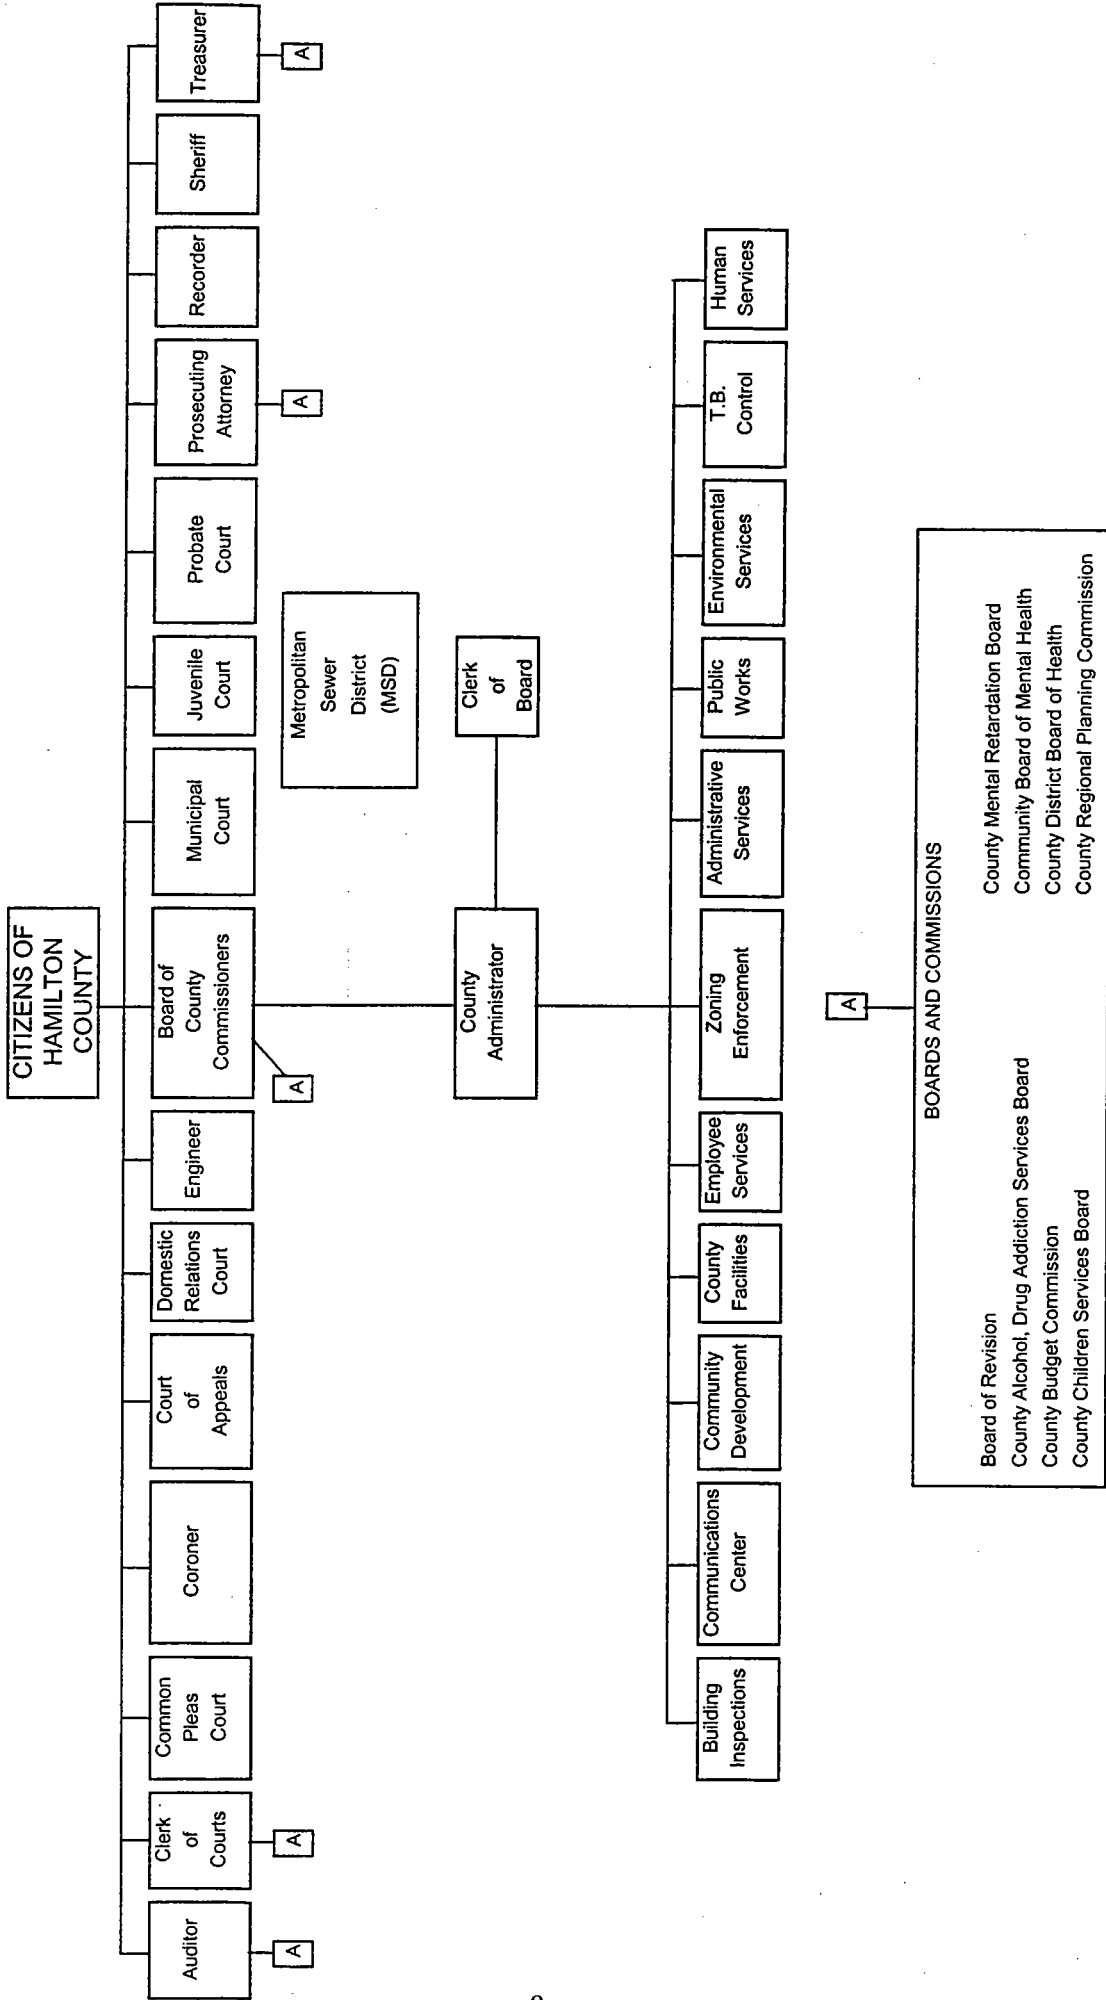 CITIZENS OF
HAMILTON
COUNTY
Auditor
A
Clerk
of
Courts
A
Common
Pleas
Court
Coroner
Court
of
Appeals
Domestic
Relations
Court
Engineer
Board of
County
Commissioners
A
Municipal
Court
Juvenile
Court
Probate
Court
Prosecuting
Attorney
A
Recorder
Sheriff
Treasurer
A
Metropolitan
Sewer
District
(MSD)
County
Administrator
Clerk
of
Board
Building
Inspections
Communications
Center
Community
Development
County
Facilities
Employee
Services
Zoning
Enforcement
Administrative
Services
Public
Works
Environmental
Services
T.B.
Control
Human
Services
A
BOARDS AND COMMISSIONS
Board of Revision
County Alcohol, Drug Addiction Services Board
County Budget Commission
County Children Services Board
County Mental Retardation Board
Community Board of Mental Health
County District Board of Health
County Regional Planning Commission